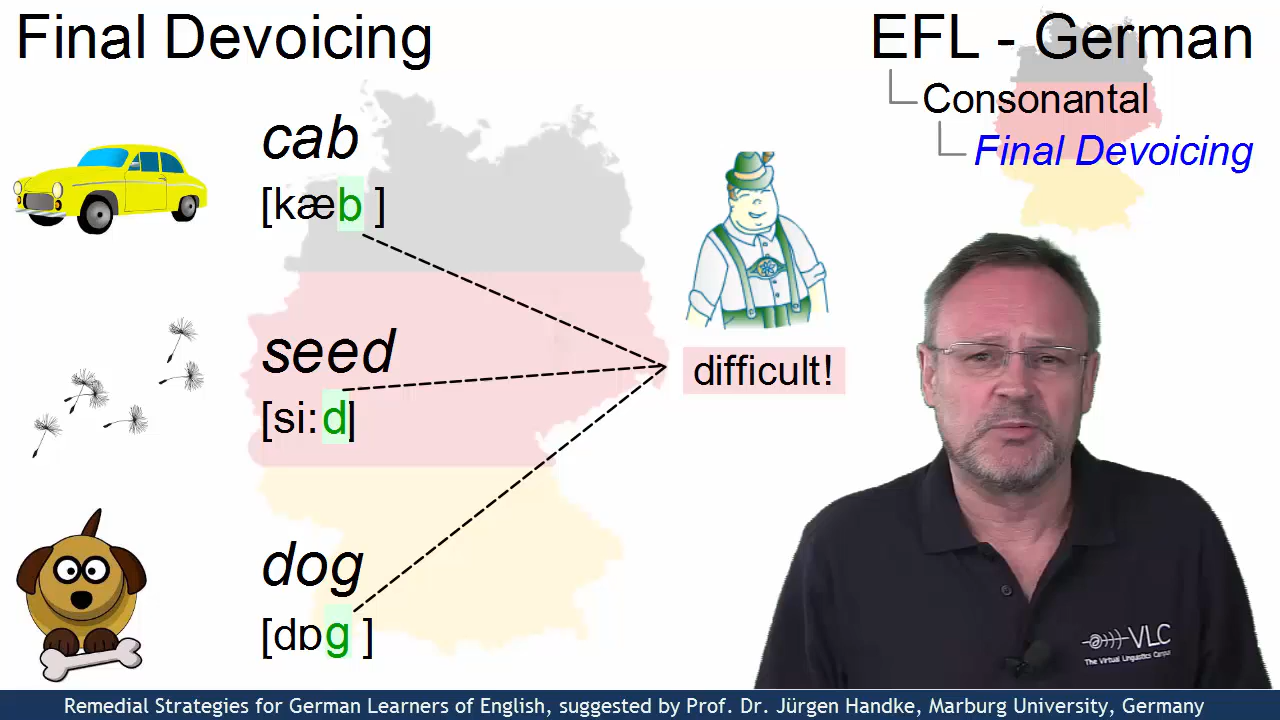 Final Devoicing
EFL - German
Consonantal
Final Devoicing
cab
[kæb ]
seed
[si:d]
dog
[dɒg ]
difficult!
VLC
The Virtual Linguistics Campus
Remedial Strategies for German Learners of English, suggested by Prof. Dr. Jürgen Handke, Marburg University, Germany